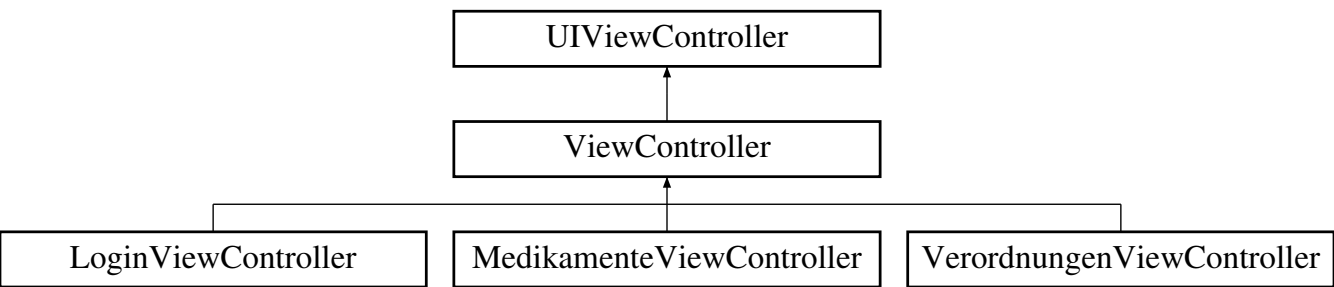 UIViewController
ViewController
LoginViewController
MedikamenteViewController
VerordnungenViewController